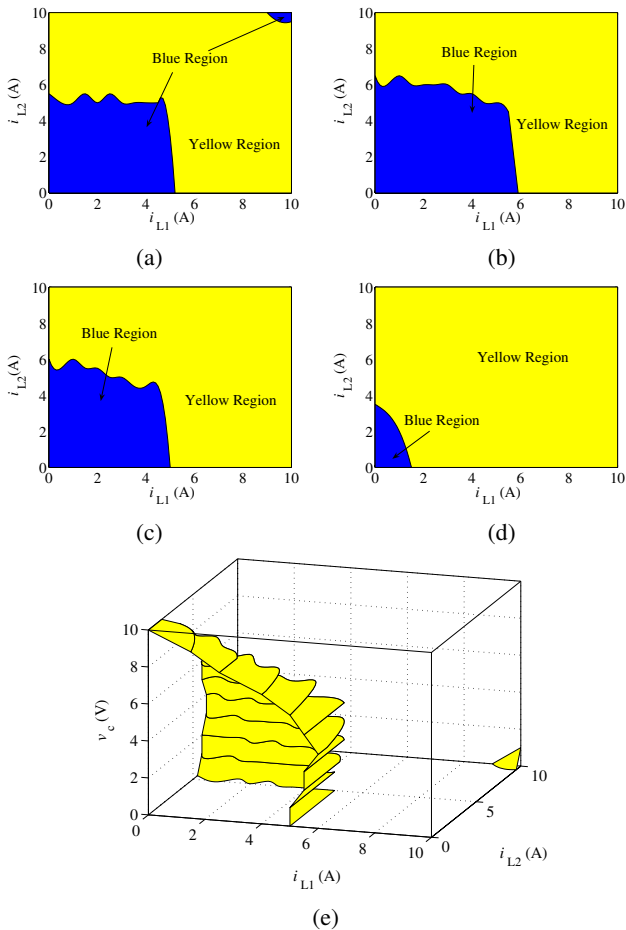 10
8
6
4
2
0
i L2 (A)
Blue Region
Yellow Region
0 2 4 6 8 10
i L1 (A)
(a)
10
8
6
4
2
0
i L2 (A)
Blue Region
Yellow Region
0 2 4 6 8 10
i L1 (A)
(b)
10
8
6
4
2
0
i L2 (A)
Blue Region
Yellow Region
0 2 4 6 8 10
i L1 (A)
(c)
10
8
6
4
2
0
i L2 (A)
Yellow Region
Blue Region
0 2 4 6 8 10
i L1 (A)
(d)
10
8
6
4
2
0
v c (V)
0 2 4 6 8 10
i L1 (A)
0 5 10
i L2 (A)
(e)